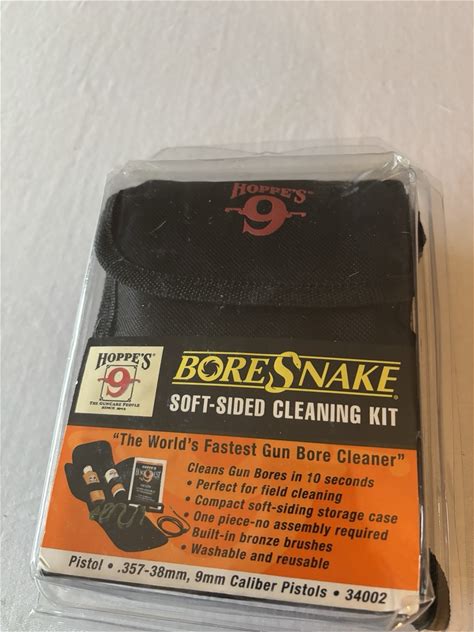 HOPPE'S
9
HOPPE'S
9
THE GUNCARE PEOPLE
BORESNAKE®
SOFT-SIDED CLEANING KIT
"The World's Fastest Gun Bore Cleaner"
Cleans Gun Bores in 10 seconds
• Perfect for field cleaning
• Compact soft-siding storage case
• One piece-no assembly required
• Built-in bronze brushes
• Washable and reusable
HOPPE'S
Pistol • .357-38mm, 9mm Caliber Pistols • 34002